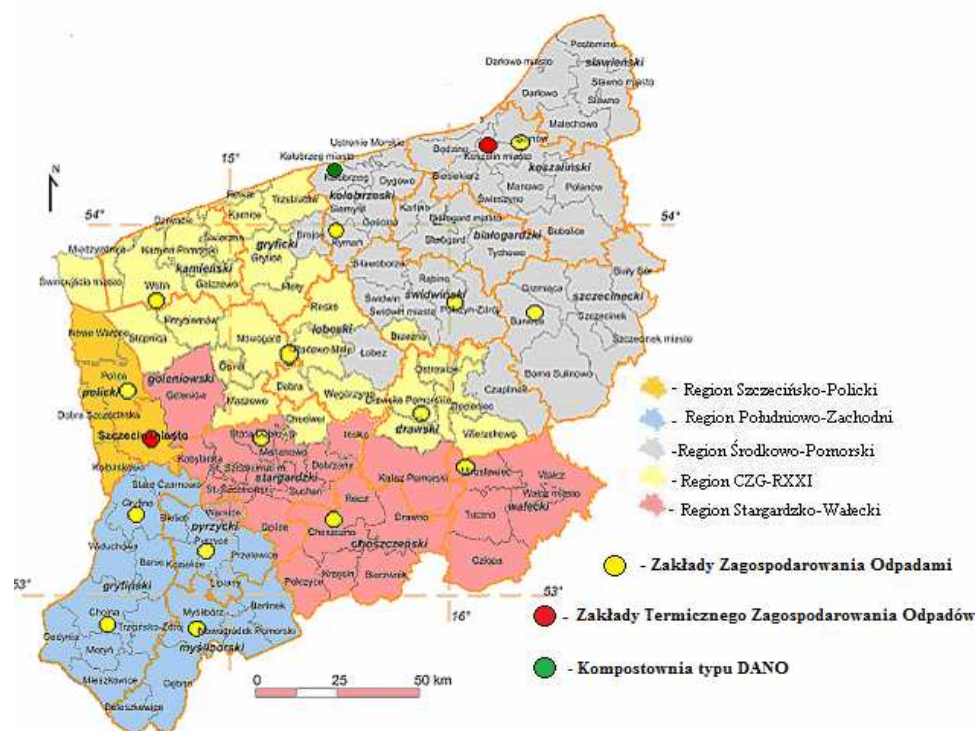 Postomino
Darłowo miasto
sławieński
Sławno miasto
Darłowo
Sławno
Malechowo
Ustronie Morskie
Będzino
Koszalin miasto
Kołobrzeg miasto
koszaliński
15°
Kołobrzeg
Biesiekierz
N
Dygowo
Manowo
Polanów
kołobrzeski
Świeszyno
Trzebiatów
Karnice
Siemyśl
Gościno
Karlino
Białogard miasto
54°
54°
Rymań
Białogard
białogardzki
Bobolice
Międzyzdroje
Kamień Pomorski
gryficki
Gryfice
Tychowo
kamieński
Sławoborze
Biały Bór
Świnoujście miasto
Golczewo
Płoty
Rąbino
Grzmiąca
Wolin
Świdwin
świdwiński
szczecinecki
Resko
Świdwin miasto
Połczyn-Zdrój
Szczecinek
Przybiernów
Barwice
łobeski
Nowe Warpno
Stepnica
Nowogard
Brzeżno
Szczecinek miasto
Radowo Małe
Łobez
Ostrowice
Police
goleniowski
Borne Sulinowo
policki
Goleniów
Osina
Dobra
Węgorzyno
Czaplinek
Maszewo
Drawsko Pomorskie
Złocieniec
Dobra Szczecińska
Chociwel
drawski
Wierzchowo
Szczecin miasto
Stara Dąbrowa
Ińsko
Kobylanka
Marianowo
Kołbaskowo
Dobrzany
Mirosławiec
Wałcz
stargardzki
Kalisz Pomorski
Stare Czarnowo
Suchań
Wałcz miasto
Gryfino
Recz
wałecki
Bielice
Warnice
Tuczno
pyrzycki
Dolice
Choszczno
Drawno
Pyrzyce
Widuchowa
Przelewice
choszczeński
Banie
Kozielice
Człopa
Pełczyce
Krzęcin
Bierzwnik
gryfiński
Lipiany
53°
53°
Myślibórz
Barlinek
16°
Chojna
Trzcińsko-Zdrój
Cedynia
Nowogródek Pomorski
Moryń
myśliborski
Mieszkowice
Dębno
Boleszkowice
0 25 50 km
- Region Szczecińsko-Policki
- Region Południowo-Zachodni
-Region Środkowo-Pomorski
- Region CZG-RXXI
- Region Stargardzko-Wałecki
- Zakłady Zagospodarowania Odpadami
- Zakłady Termicznego Zagospodarowania Odpadów
- Kompostownia typu DANO